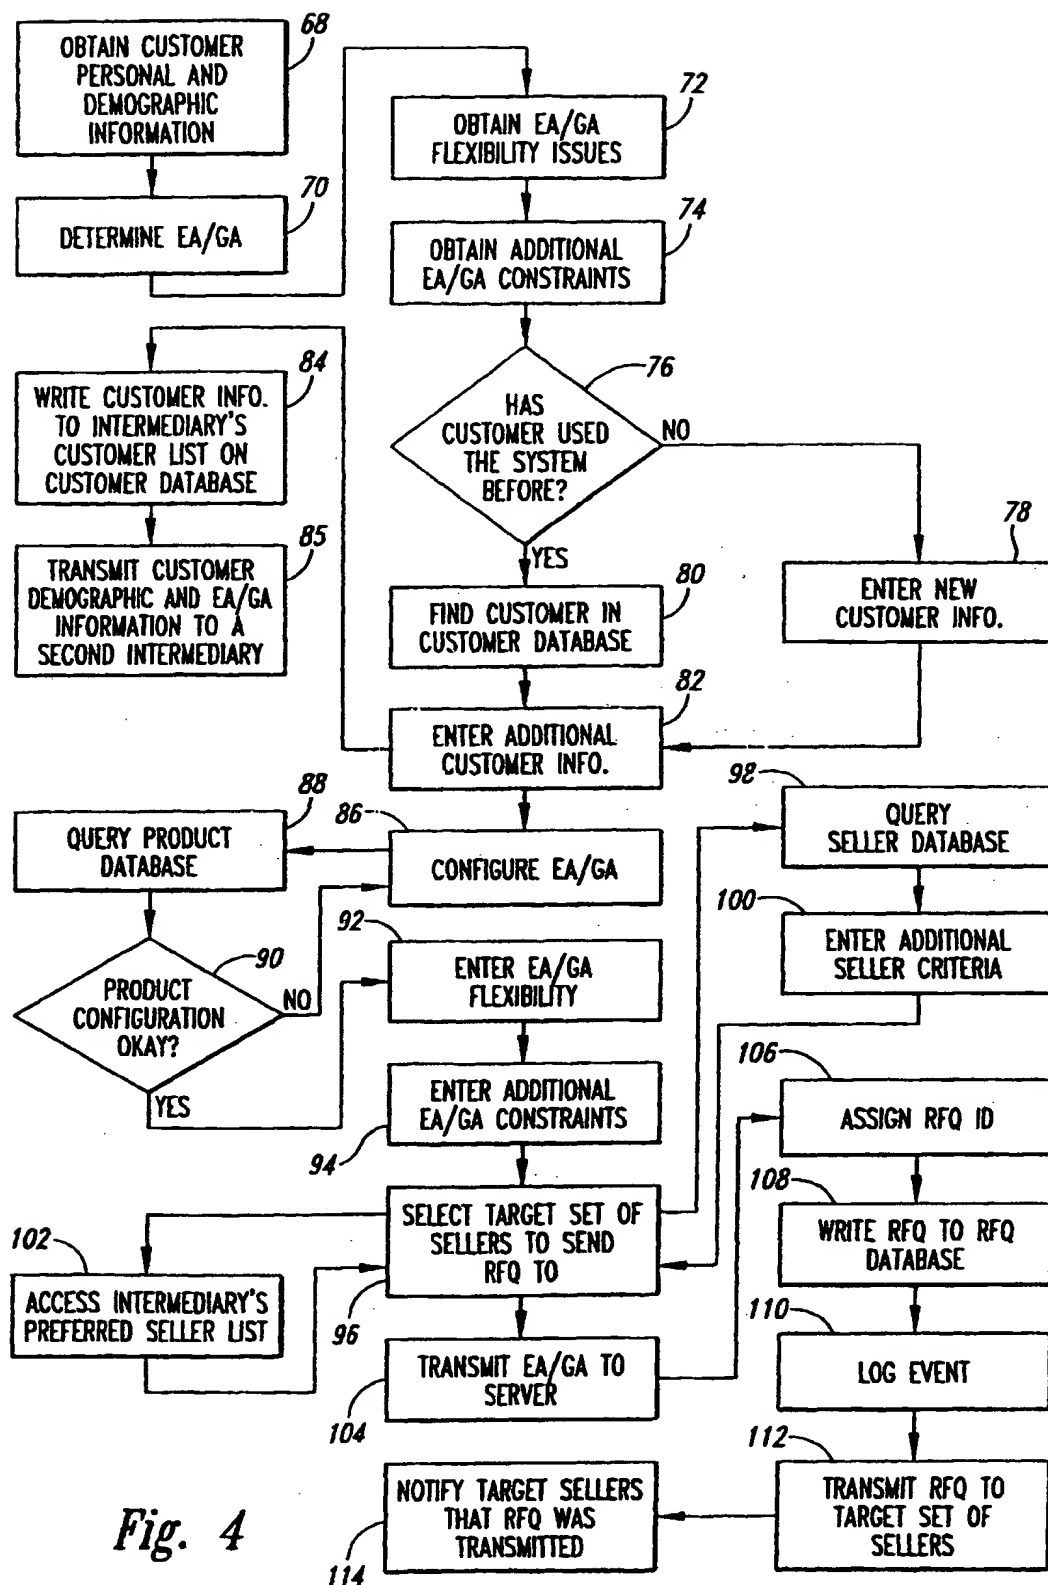 68
OBTAIN CUSTOMER
PERSONAL AND
DEMOGRAPHIC
INFORMATION
70
DETERMINE EA/GA
72
OBTAIN EA/GA
FLEXIBILITY ISSUES
74
OBTAIN ADDITIONAL
EA/GA CONSTRAINTS
76
HAS
CUSTOMER USED
THE SYSTEM
BEFORE?
NO
YES
78
ENTER NEW
CUSTOMER INFO.
80
FIND CUSTOMER IN
CUSTOMER DATABASE
82
ENTER ADDITIONAL
CUSTOMER INFO.
84
WRITE CUSTOMER INFO.
TO INTERMEDIARY'S
CUSTOMER LIST ON
CUSTOMER DATABASE
85
TRANSMIT CUSTOMER
DEMOGRAPHIC AND EA/GA
INFORMATION TO A
SECOND INTERMEDIARY
86
CONFIGURE EA/GA
88
QUERY PRODUCT
DATABASE
90
PRODUCT
CONFIGURATION
OKAY?
NO
YES
92
ENTER EA/GA
FLEXIBILITY
ENTER ADDITIONAL
EA/GA CONSTRAINTS
94
SELECT TARGET SET OF
SELLERS TO SEND
RFQ TO
96
98
QUERY
SELLER DATABASE
100
ENTER ADDITIONAL
SELLER CRITERIA
102
ACCESS INTERMEDIARY'S
PREFERRED SELLER LIST
TRANSMIT EA/GA TO
SERVER
104
106
ASSIGN RFQ ID
108
WRITE RFQ TO RFQ
DATABASE
110
LOG EVENT
112
TRANSMIT RFQ TO
TARGET SET OF
SELLERS
NOTIFY TARGET SELLERS
THAT RFQ WAS
TRANSMITTED
114
Fig. 4